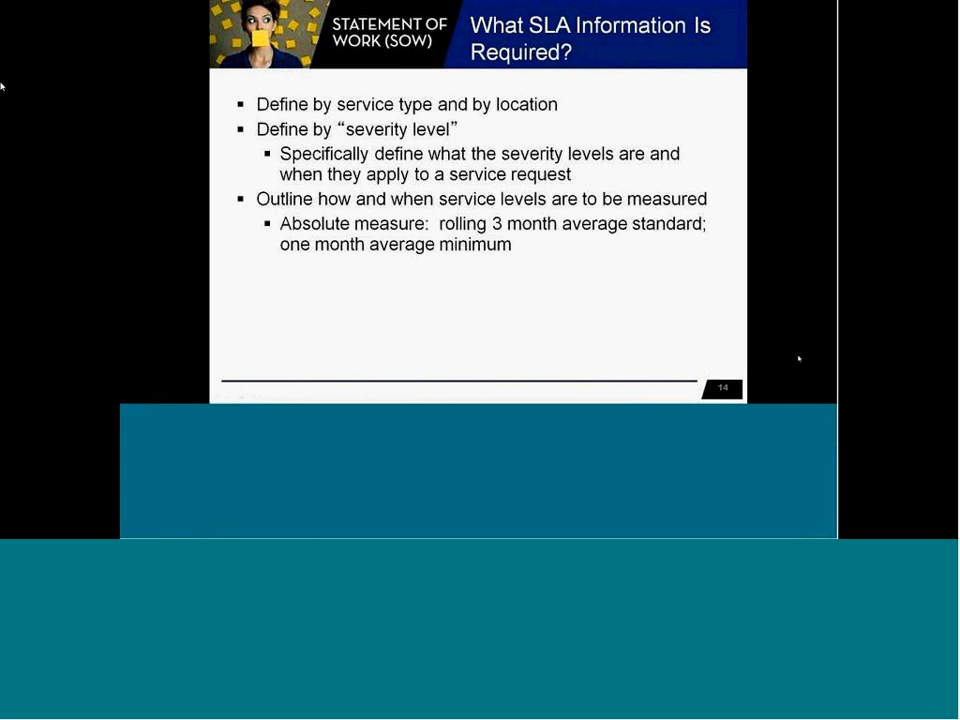 STATEMENT OF
WORK (SOW)
What SLA Information Is
Required?
▪ Define by service type and by location
▪ Define by “severity level”
▪ Specifically define what the severity levels are and
when they apply to a service request
▪ Outline how and when service levels are to be measured
▪ Absolute measure: rolling 3 month average standard;
one month average minimum
14